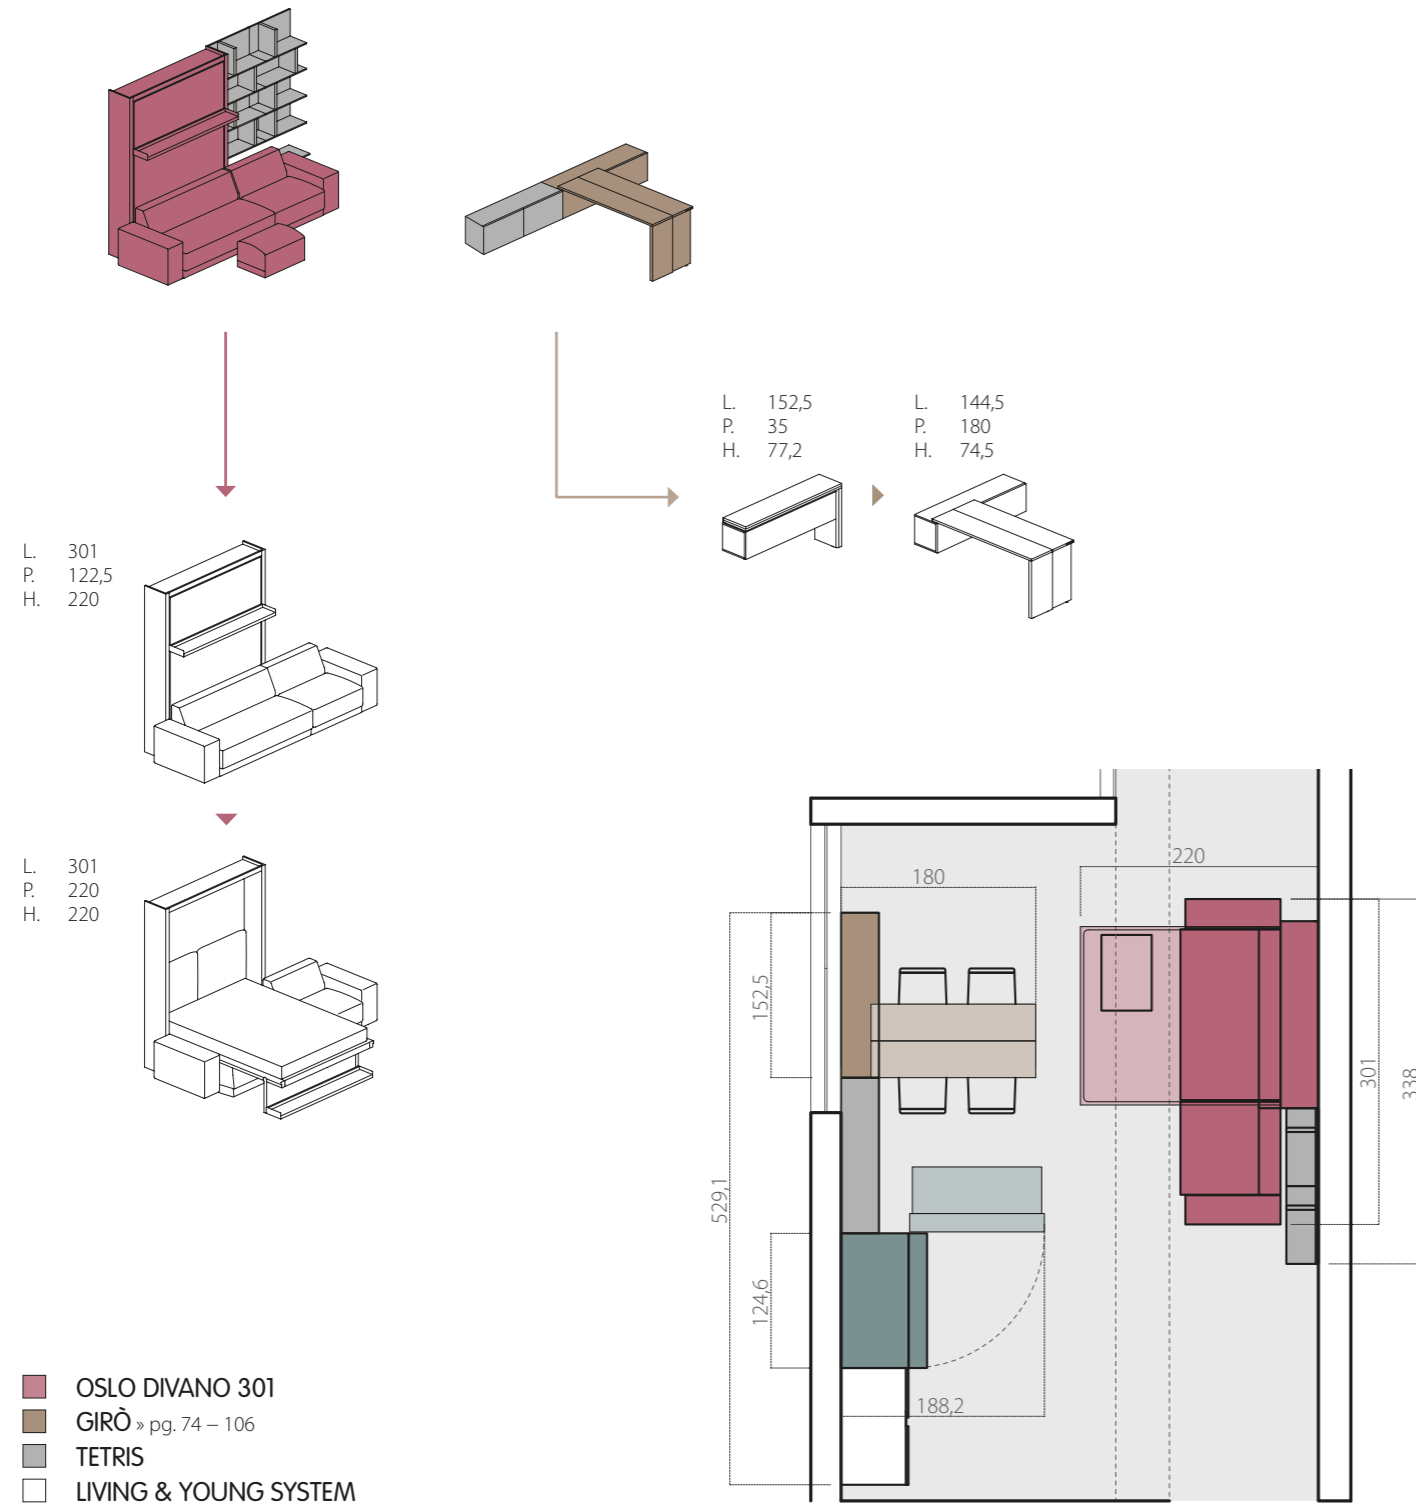 L. 152,5
P. 35
H. 77,2
L. 144,5
P. 180
H. 74,5
L. 301
P. 122,5
H. 220
L. 301
P. 220
H. 220
220
180
152,5
301
338
529,1
124,6
188,2
OSLO DIVANO 301
GIRÒ » pg. 74 – 106
TETRIS
LIVING & YOUNG SYSTEM